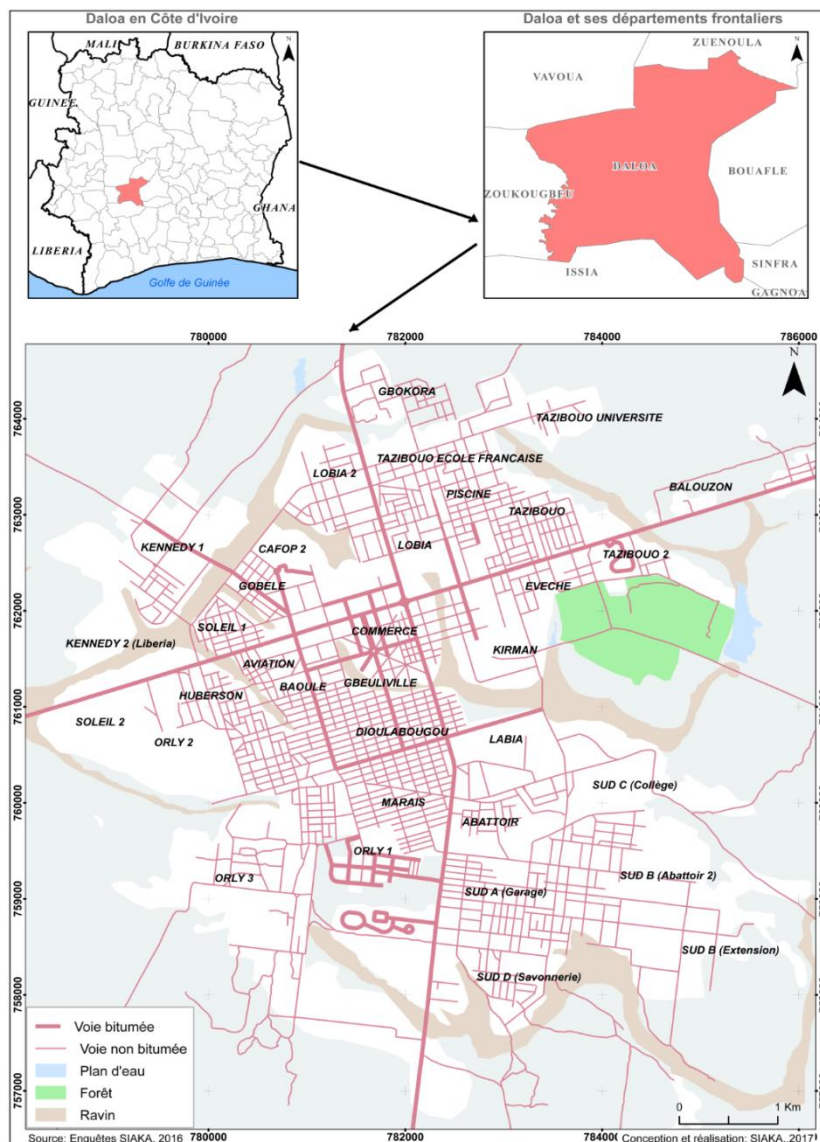 Daloa en Côte d'Ivoire
Daloa et ses départements frontaliers
MALI
BURKINA FASO
N
GUINEE
GHANA
LIBERIA
Golfe de Guinée
N
ZUENOULA
VAVOUA
DALOA
BOUAFLE
ZOUKOUGBEU
ISSIA
SINFRA
GAGNOA
780000
782000
784000
786000
N
764000
763000
762000
761000
760000
759000
758000
757000
GBOKORA
TAZIBOUO UNIVERSITE
TAZIBOUO ECOLE FRANCAISE
LOBIA 2
PISCINE
BALOUZON
TAZIBOUO
KENNEDY 1
CAFOP 2
LOBIA
TAZIBOUO 2
GOBELE
EVECHE
SOLEIL 1
COMMERCE
KENNEDY 2 (Liberia)
KIRMAN
AVIATION
BAOULE
GBEULIVILLE
HUBERSON
SOLEIL 2
DIOULABOUGOU
ORLY 2
LABIA
SUD C (Collège)
MARAIS
ABATTOIR
ORLY 1
ORLY 3
SUD A (Garage)
SUD B (Abattoir 2)
SUD B (Extension)
SUD D (Savonnerie)
Voie bitumée
Voie non bitumée
Plan d'eau
Forêt
Ravin
0 1 Km
780000
782000
784000
Source: Enquêtes SIAKA, 2016
Conception et réalisation: SIAKA, 2017